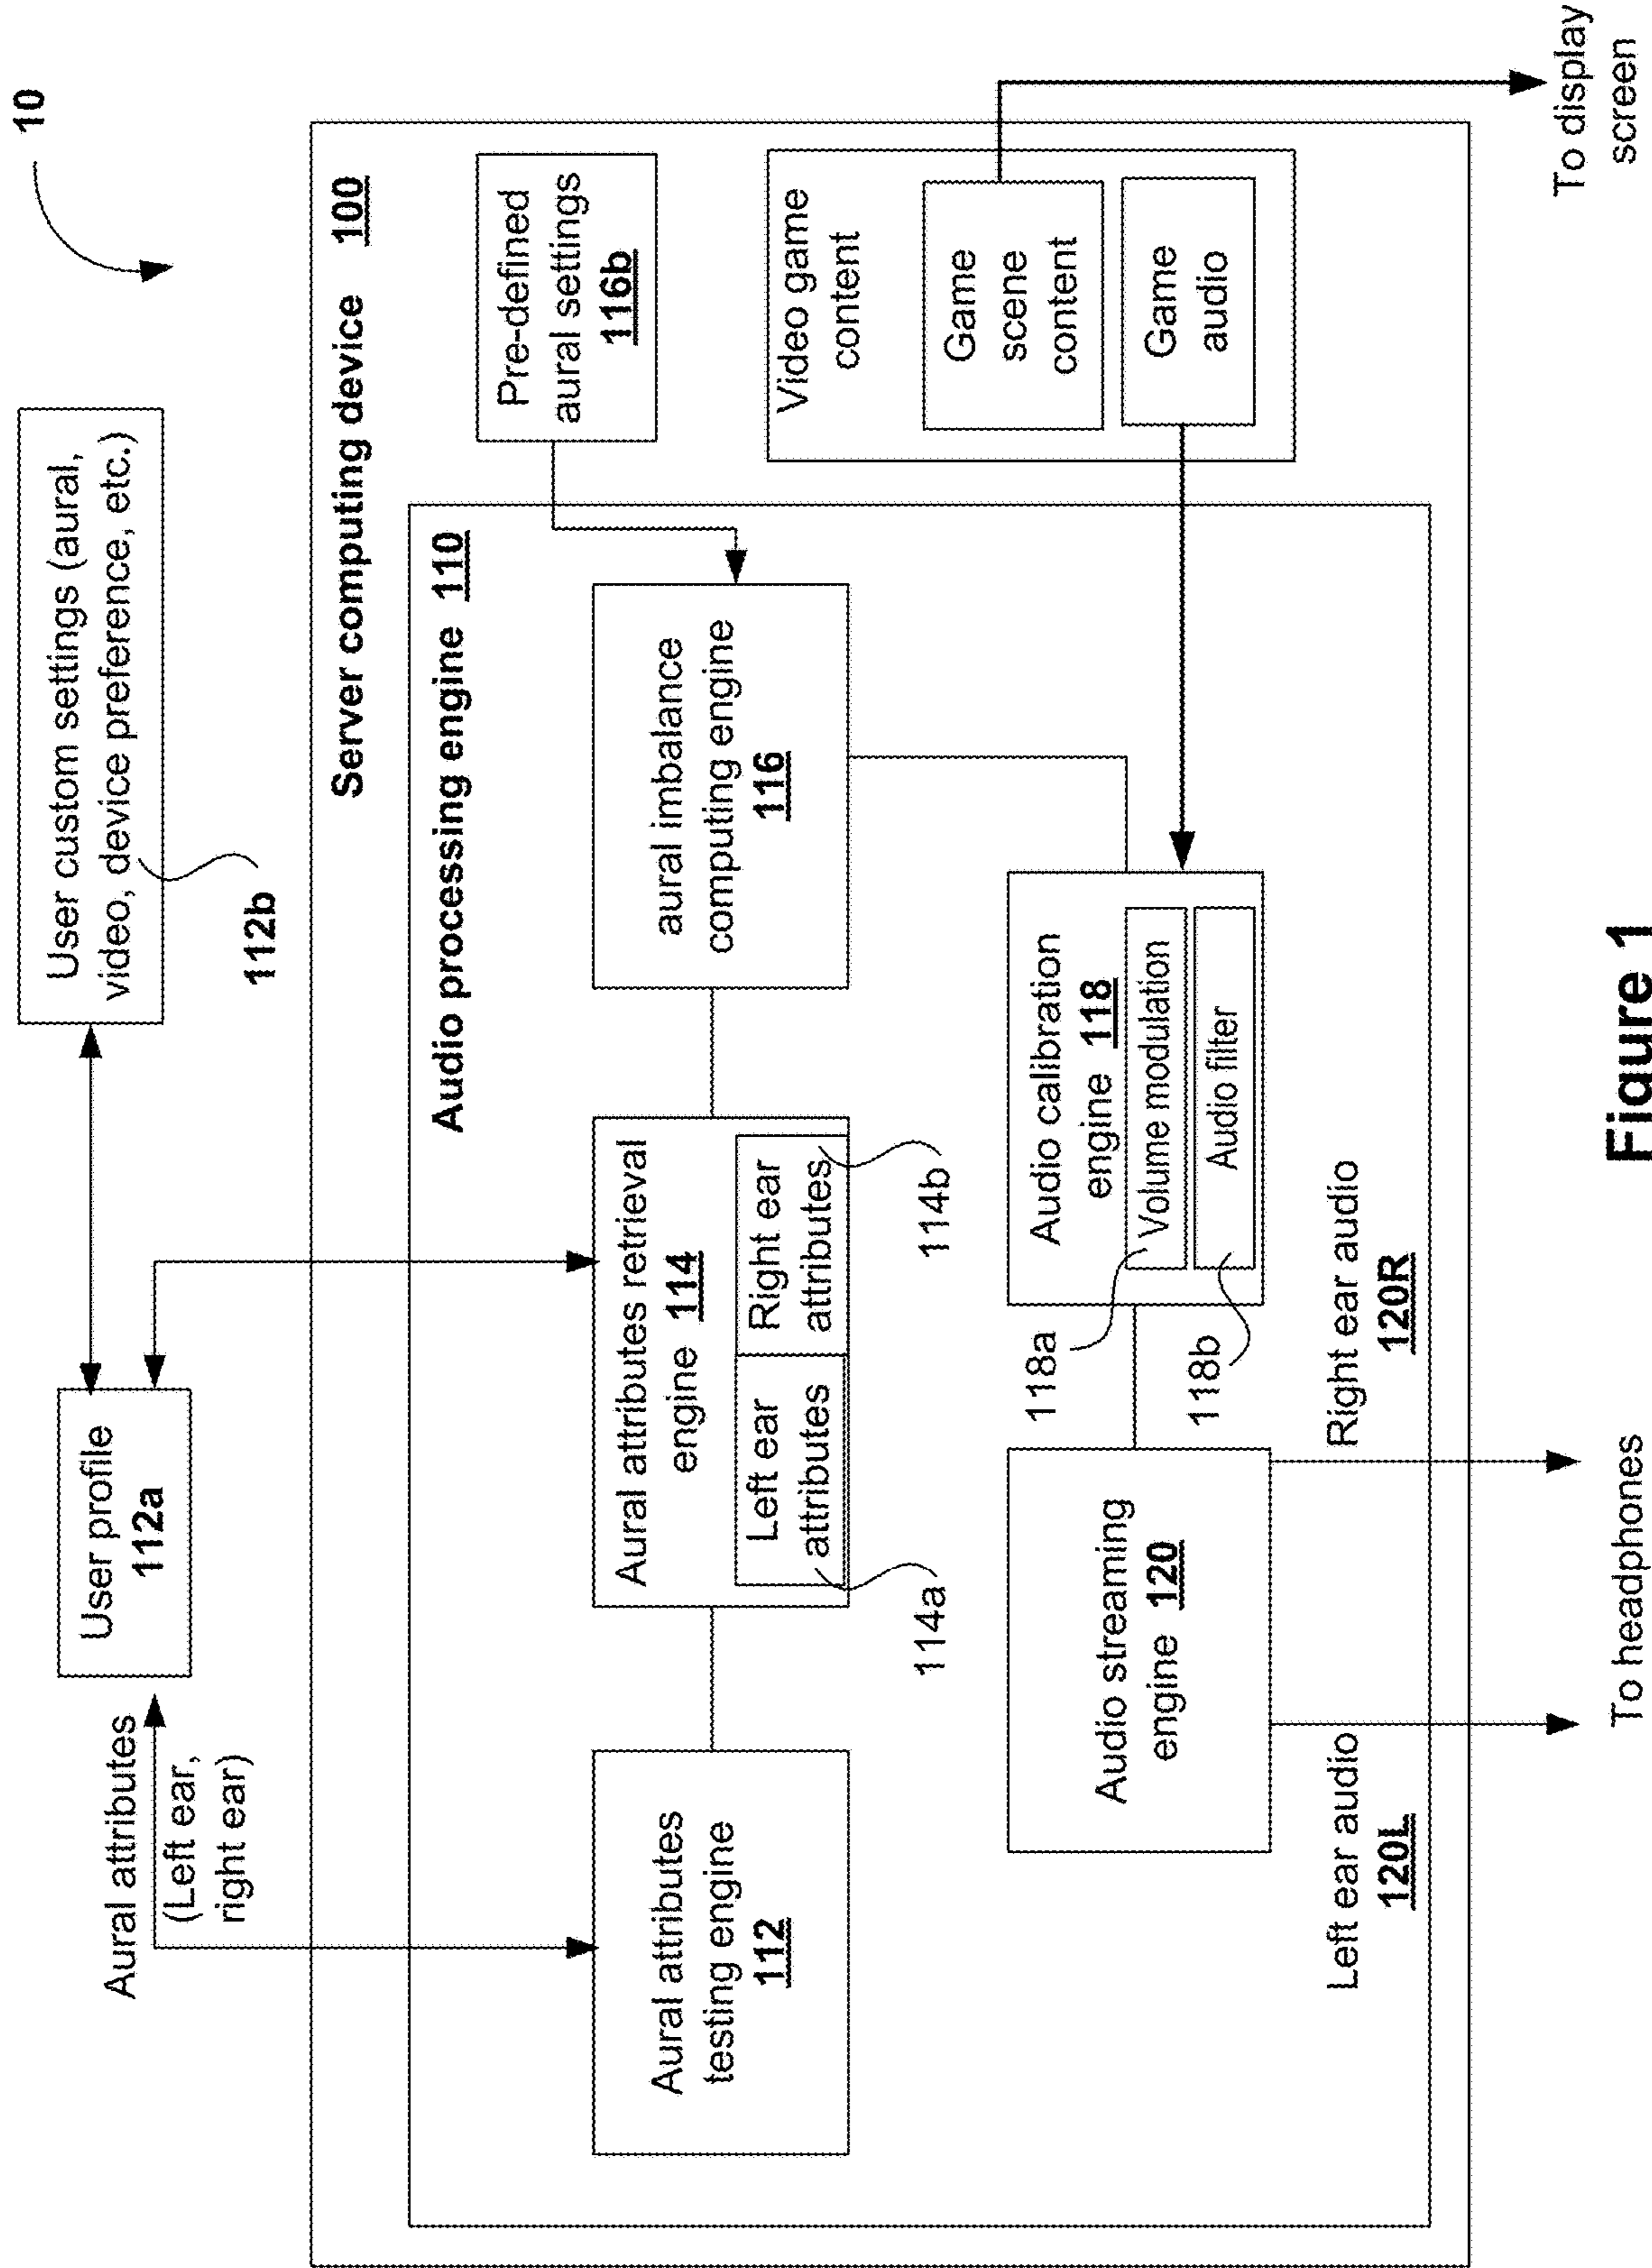 10
User custom settings (aural,
video, device preference, etc.)
112b
User profile
112a
Aural attributes
(Left ear,
right ear)
Server computing device 100
Audio processing engine 110
Pre-defined
aural settings
116b
Aural attributes
testing engine
112
Aural attributes retrieval
engine 114
Left ear
attributes
Right ear
attributes
114a
114b
aural imbalance
computing engine
116
Video game
content
Game
scene
content
Game
audio
Audio streaming
engine 120
Audio calibration
engine 118
Volume modulation
Audio filter
118a
118b
Left ear audio
120L
Right ear audio
120R
To headphones
To display
screen
Figure 1